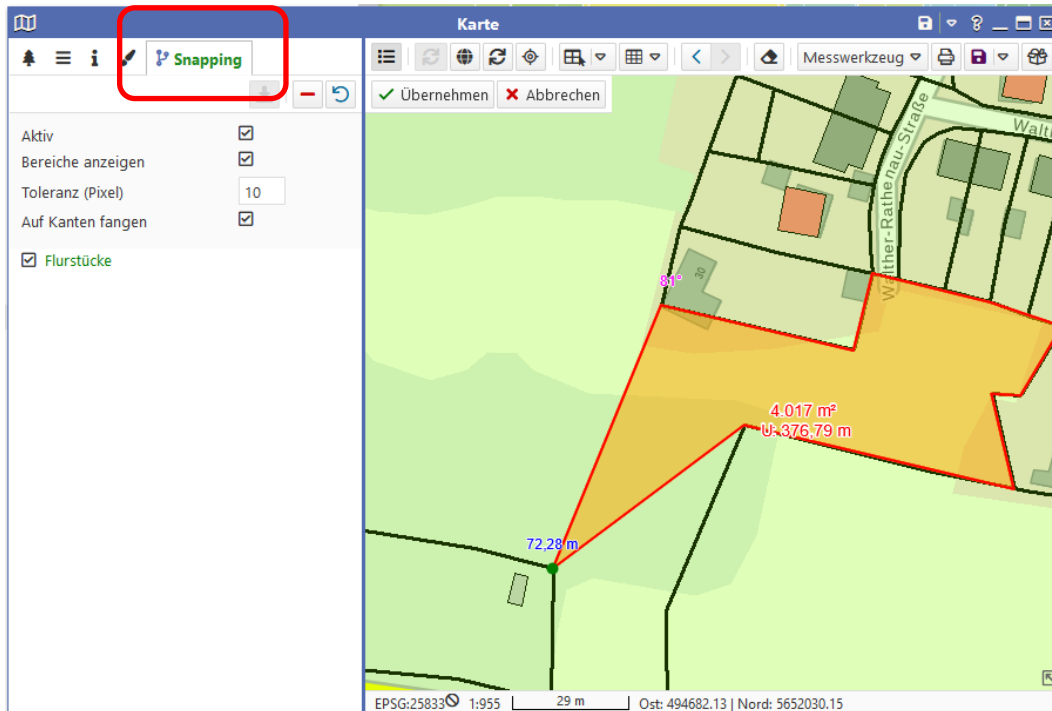 Karte
Snapping
Messwerkzeug
Übernehmen
Abbrechen
Aktiv
Bereiche anzeigen
Toleranz (Pixel) 10
Auf Kanten fangen
Flurstücke
Walther-Rathenau-Straße
Walth
30
81°
4.017 m²
U: 376,79 m
72,28 m
EPSG:25833 1:955 29 m Ost: 494682.13 | Nord: 5652030.15